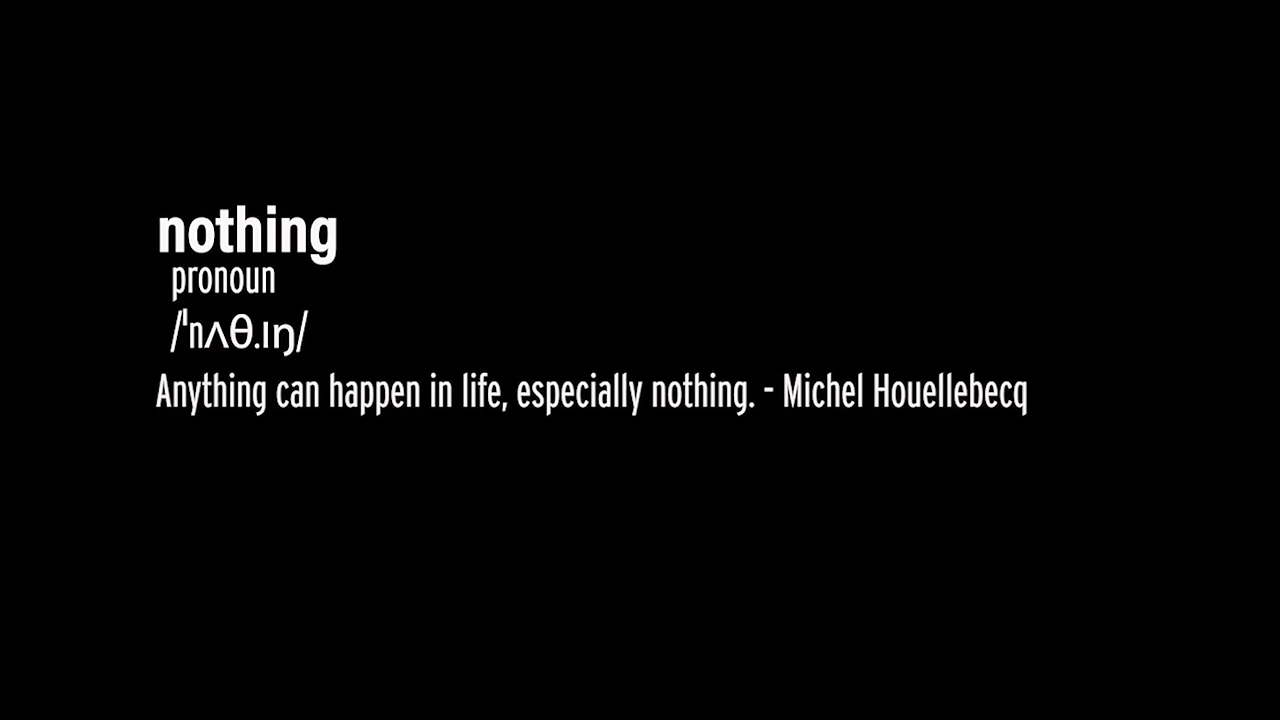 nothing
pronoun
/ˈnʌθ.ɪŋ/
Anything can happen in life, especially nothing. - Michel Houellebecq